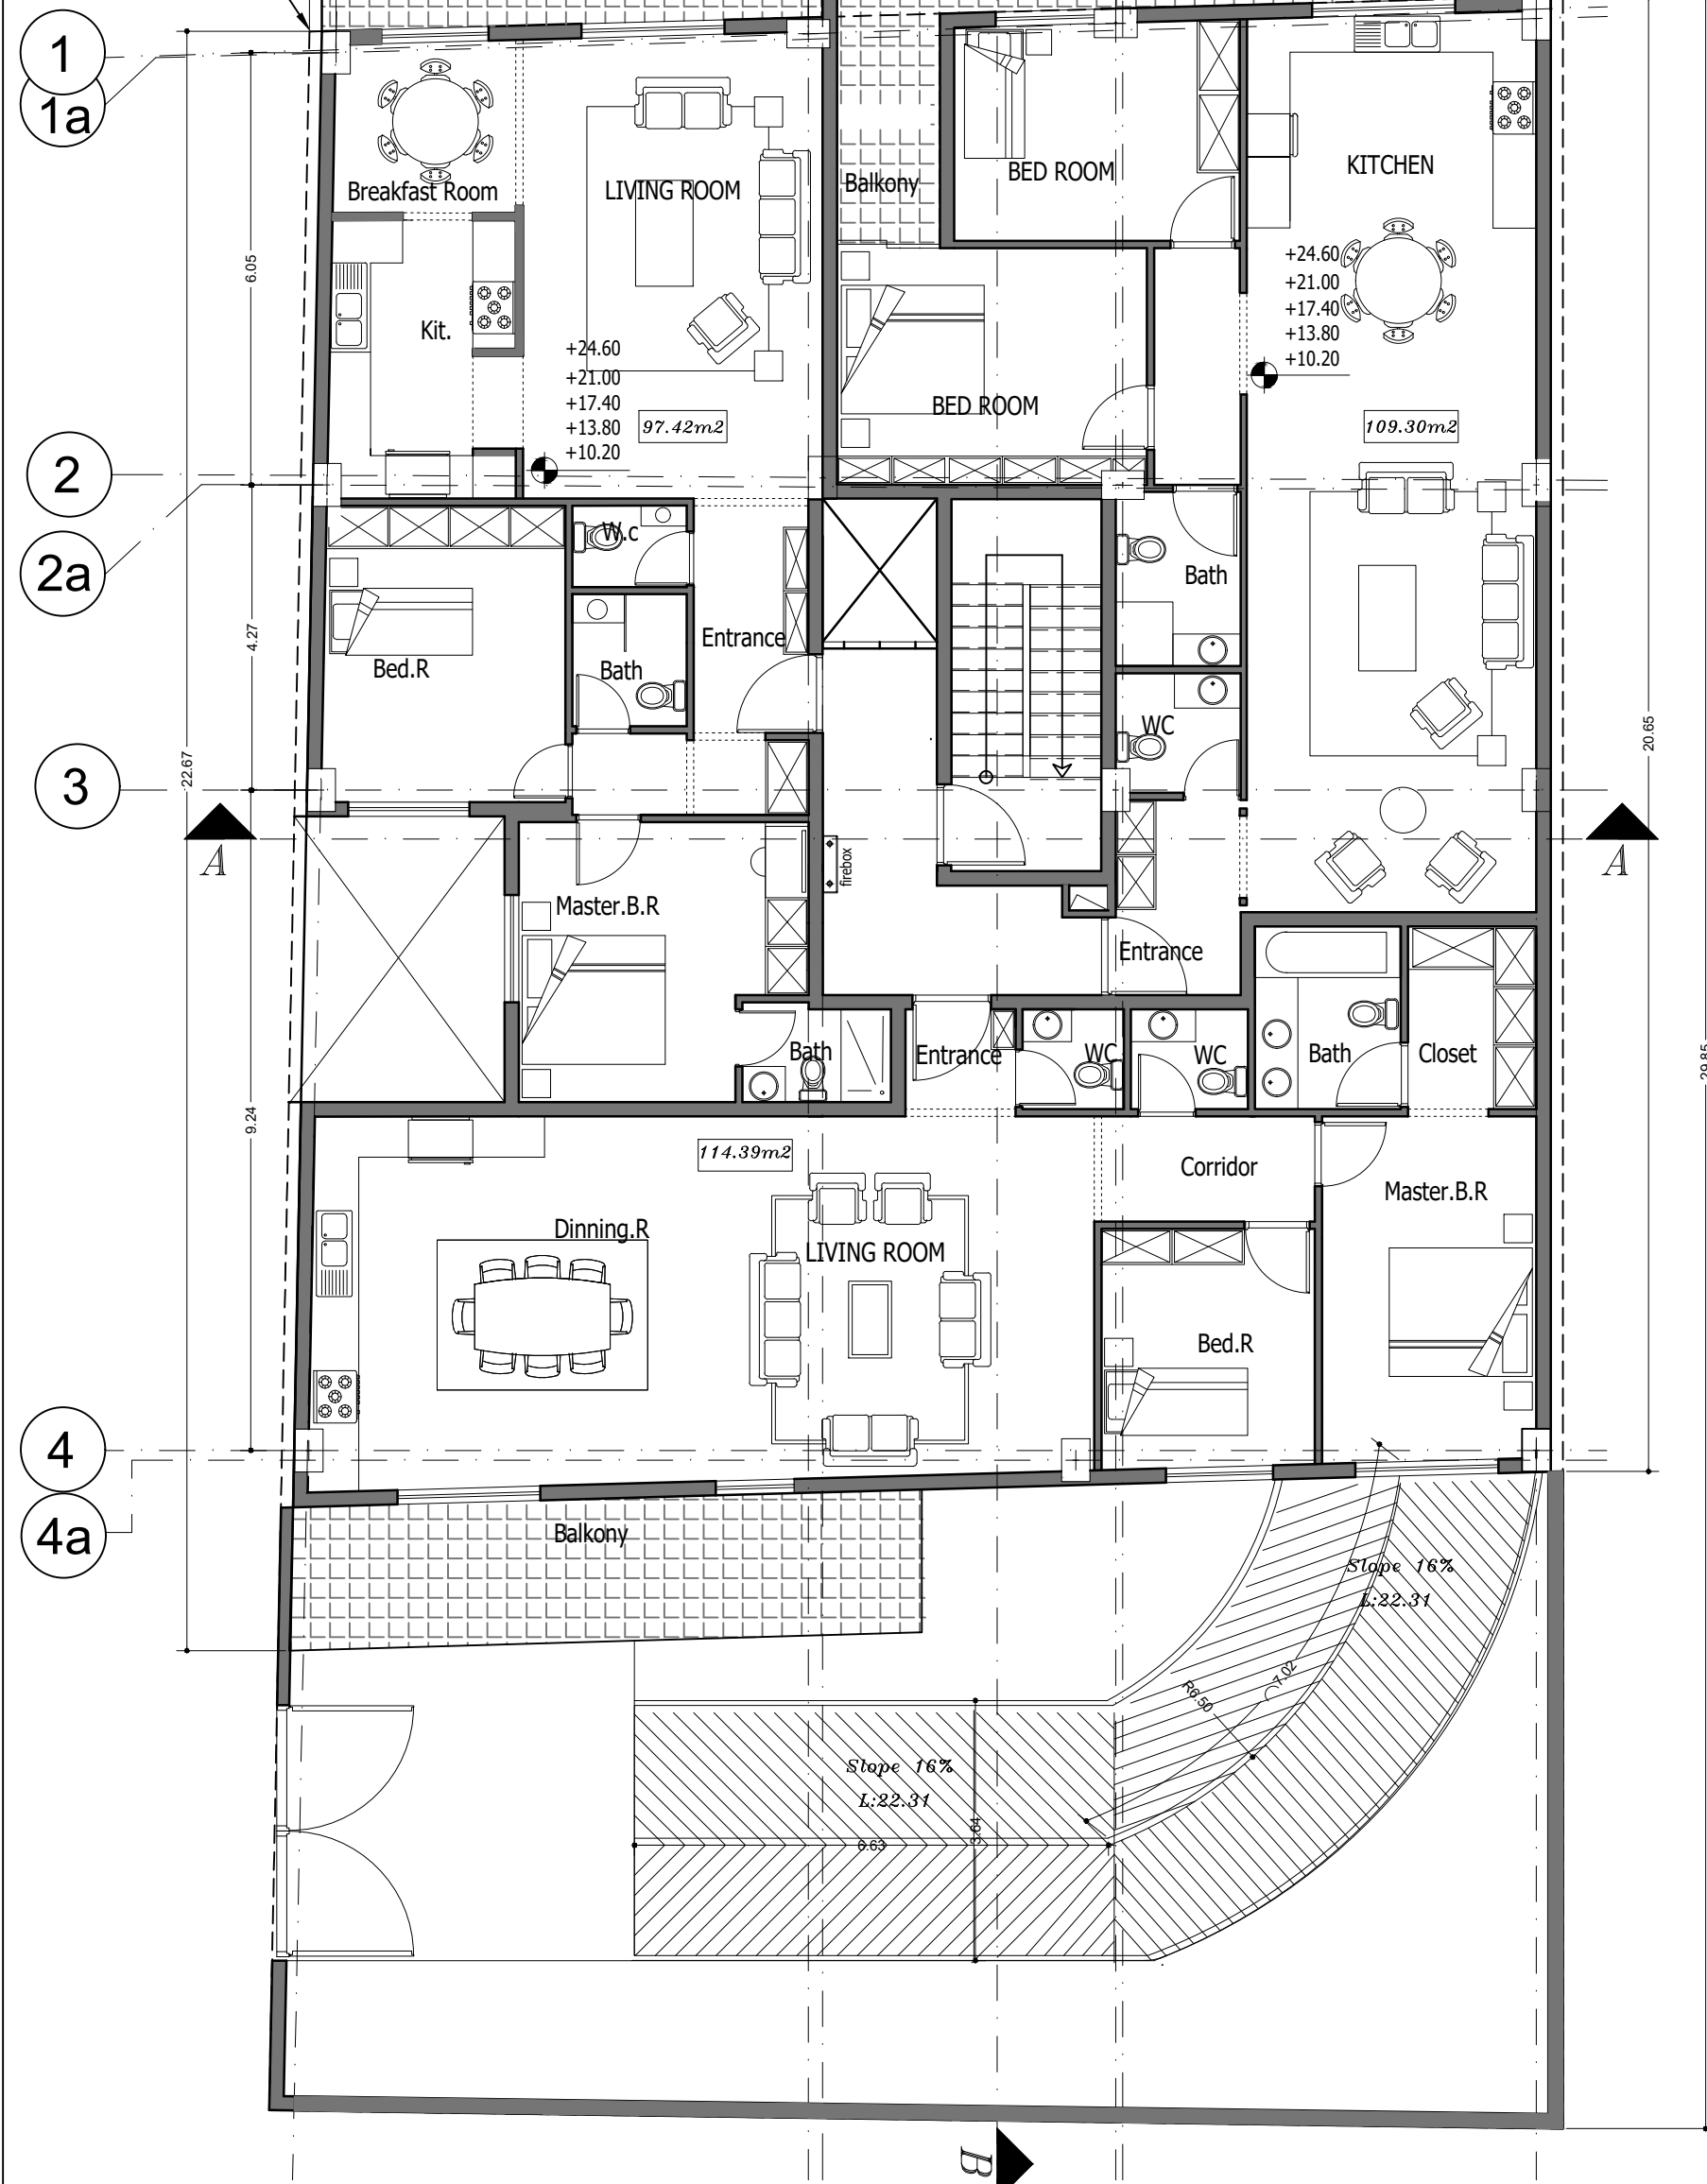 1
1a
Breakfast Room
LIVING ROOM
Balkony
BED ROOM
KITCHEN
6.05
Kit.
+24.60
+21.00
+17.40
+13.80
+10.20
97.42m2
BED ROOM
+24.60
+21.00
+17.40
+13.80
+10.20
109.30m2
2
2a
W.c
Bath
Entrance
Bed.R
4.27
Bath
WC
22.67
20.65
3
A
A
firebox
Master.B.R
Entrance
Bath
Entrance
WC
WC
Bath
Closet
29.85
9.24
114.39m2
Corridor
Master.B.R
Dinning.R
LIVING ROOM
Bed.R
4
4a
Balkony
Slope 16%
L:22.31
R6.50
7.02
Slope 16%
L:22.31
3.64
6.63
B